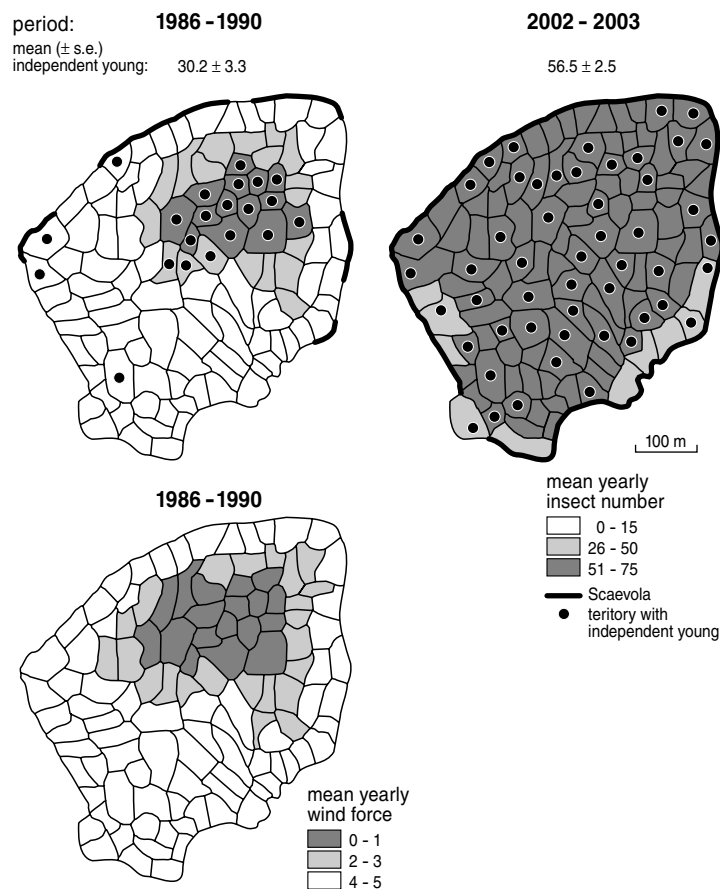 period:
1986 - 1990
2002 - 2003
mean (± s.e.)
independent young:
30.2 ± 3.3
56.5 ± 2.5
100 m
mean yearly
insect number
0 - 15
26 - 50
51 - 75
Scaevola
teritory with
independent young
1986 - 1990
mean yearly
wind force
0 - 1
2 - 3
4 - 5